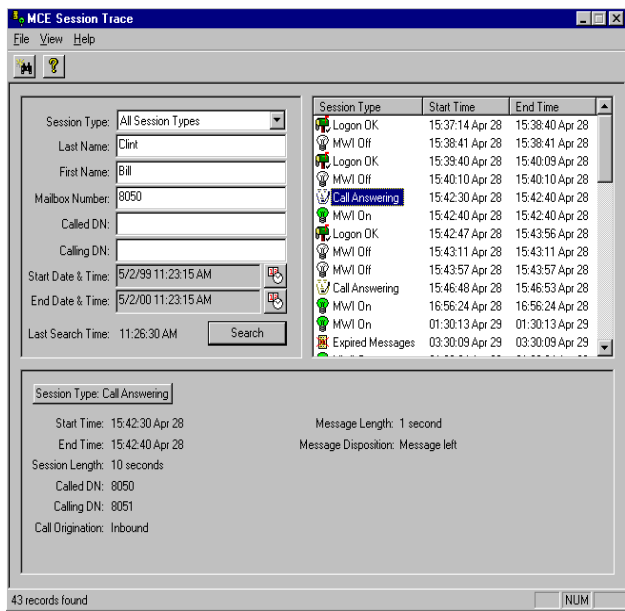 MCE Session Trace
File View Help
Session Type: All Session Types
Last Name: Clint
First Name: Bill
Mailbox Number: 8050
Called DN:
Calling DN:
Start Date & Time: 5/2/99 11:23:15 AM
End Date & Time: 5/2/00 11:23:15 AM
Last Search Time: 11:26:30 AM Search
Session Type Start Time End Time
Logon OK 15:37:14 Apr 28 15:38:40 Apr 28
MWI Off 15:38:41 Apr 28 15:38:41 Apr 28
Logon OK 15:39:40 Apr 28 15:40:09 Apr 28
MWI Off 15:40:10 Apr 28 15:40:10 Apr 28
Call Answering 15:42:30 Apr 28 15:42:40 Apr 28
MWI On 15:42:40 Apr 28 15:42:40 Apr 28
Logon OK 15:42:47 Apr 28 15:43:56 Apr 28
MWI Off 15:43:11 Apr 28 15:43:11 Apr 28
MWI Off 15:43:57 Apr 28 15:43:57 Apr 28
Call Answering 15:46:48 Apr 28 15:46:53 Apr 28
MWI On 16:56:24 Apr 28 16:56:24 Apr 28
MWI On 01:30:13 Apr 29 01:30:13 Apr 29
Expired Messages 03:30:09 Apr 29 03:30:09 Apr 29
Session Type: Call Answering
Start Time: 15:42:30 Apr 28 Message Length: 1 second
End Time: 15:42:40 Apr 28 Message Disposition: Message left
Session Length: 10 seconds
Called DN: 8050
Calling DN: 8051
Call Origination: Inbound
43 records found NUM